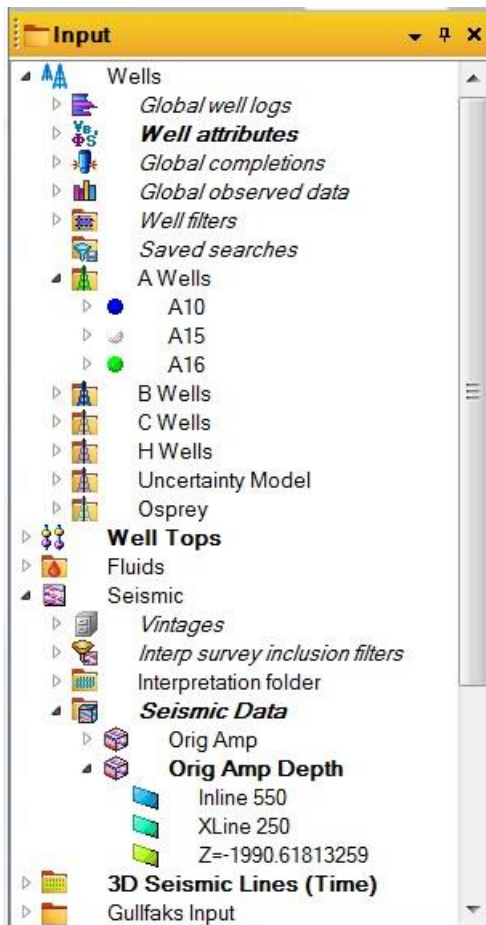 Input
Wells
Global well logs
Well attributes
Global completions
Global observed data
Well filters
Saved searches
A Wells
A10
A15
A16
B Wells
C Wells
H Wells
Uncertainty Model
Osprey
Well Tops
Fluids
Seismic
Vintages
Interp survey inclusion filters
Interpretation folder
Seismic Data
Orig Amp
Orig Amp Depth
Inline 550
XLine 250
Z=-1990.61813259
3D Seismic Lines (Time)
Gullfaks Input